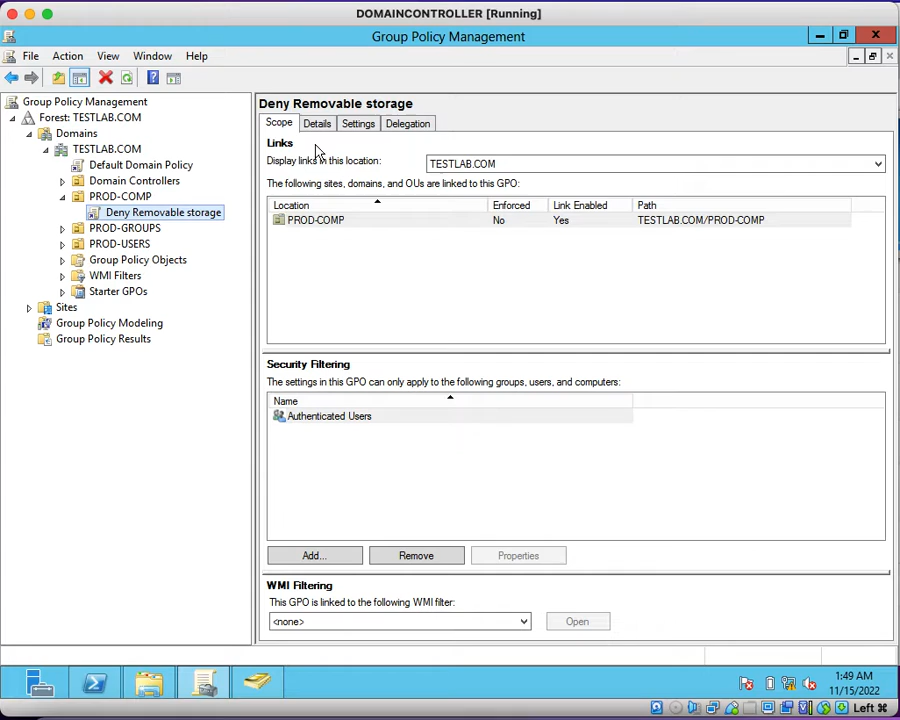 DOMAINCONTROLLER [Running]
Group Policy Management
File Action View Window Help
Group Policy Management
Forest: TESTLAB.COM
Domains
TESTLAB.COM
Default Domain Policy
Domain Controllers
PROD-COMP
Deny Removable storage
PROD-GROUPS
PROD-USERS
Group Policy Objects
WMI Filters
Starter GPOs
Sites
Group Policy Modeling
Group Policy Results
Deny Removable storage
Scope Details Settings Delegation
Links
Display links in this location: TESTLAB.COM
The following sites, domains, and OUs are linked to this GPO:
Location Enforced Link Enabled Path
PROD-COMP No Yes TESTLAB.COM/PROD-COMP
Security Filtering
The settings in this GPO can only apply to the following groups, users, and computers:
Name
Authenticated Users
Add... Remove Properties
WMI Filtering
This GPO is linked to the following WMI filter:
<none> Open
1:49 AM
11/15/2022
Left ⌘